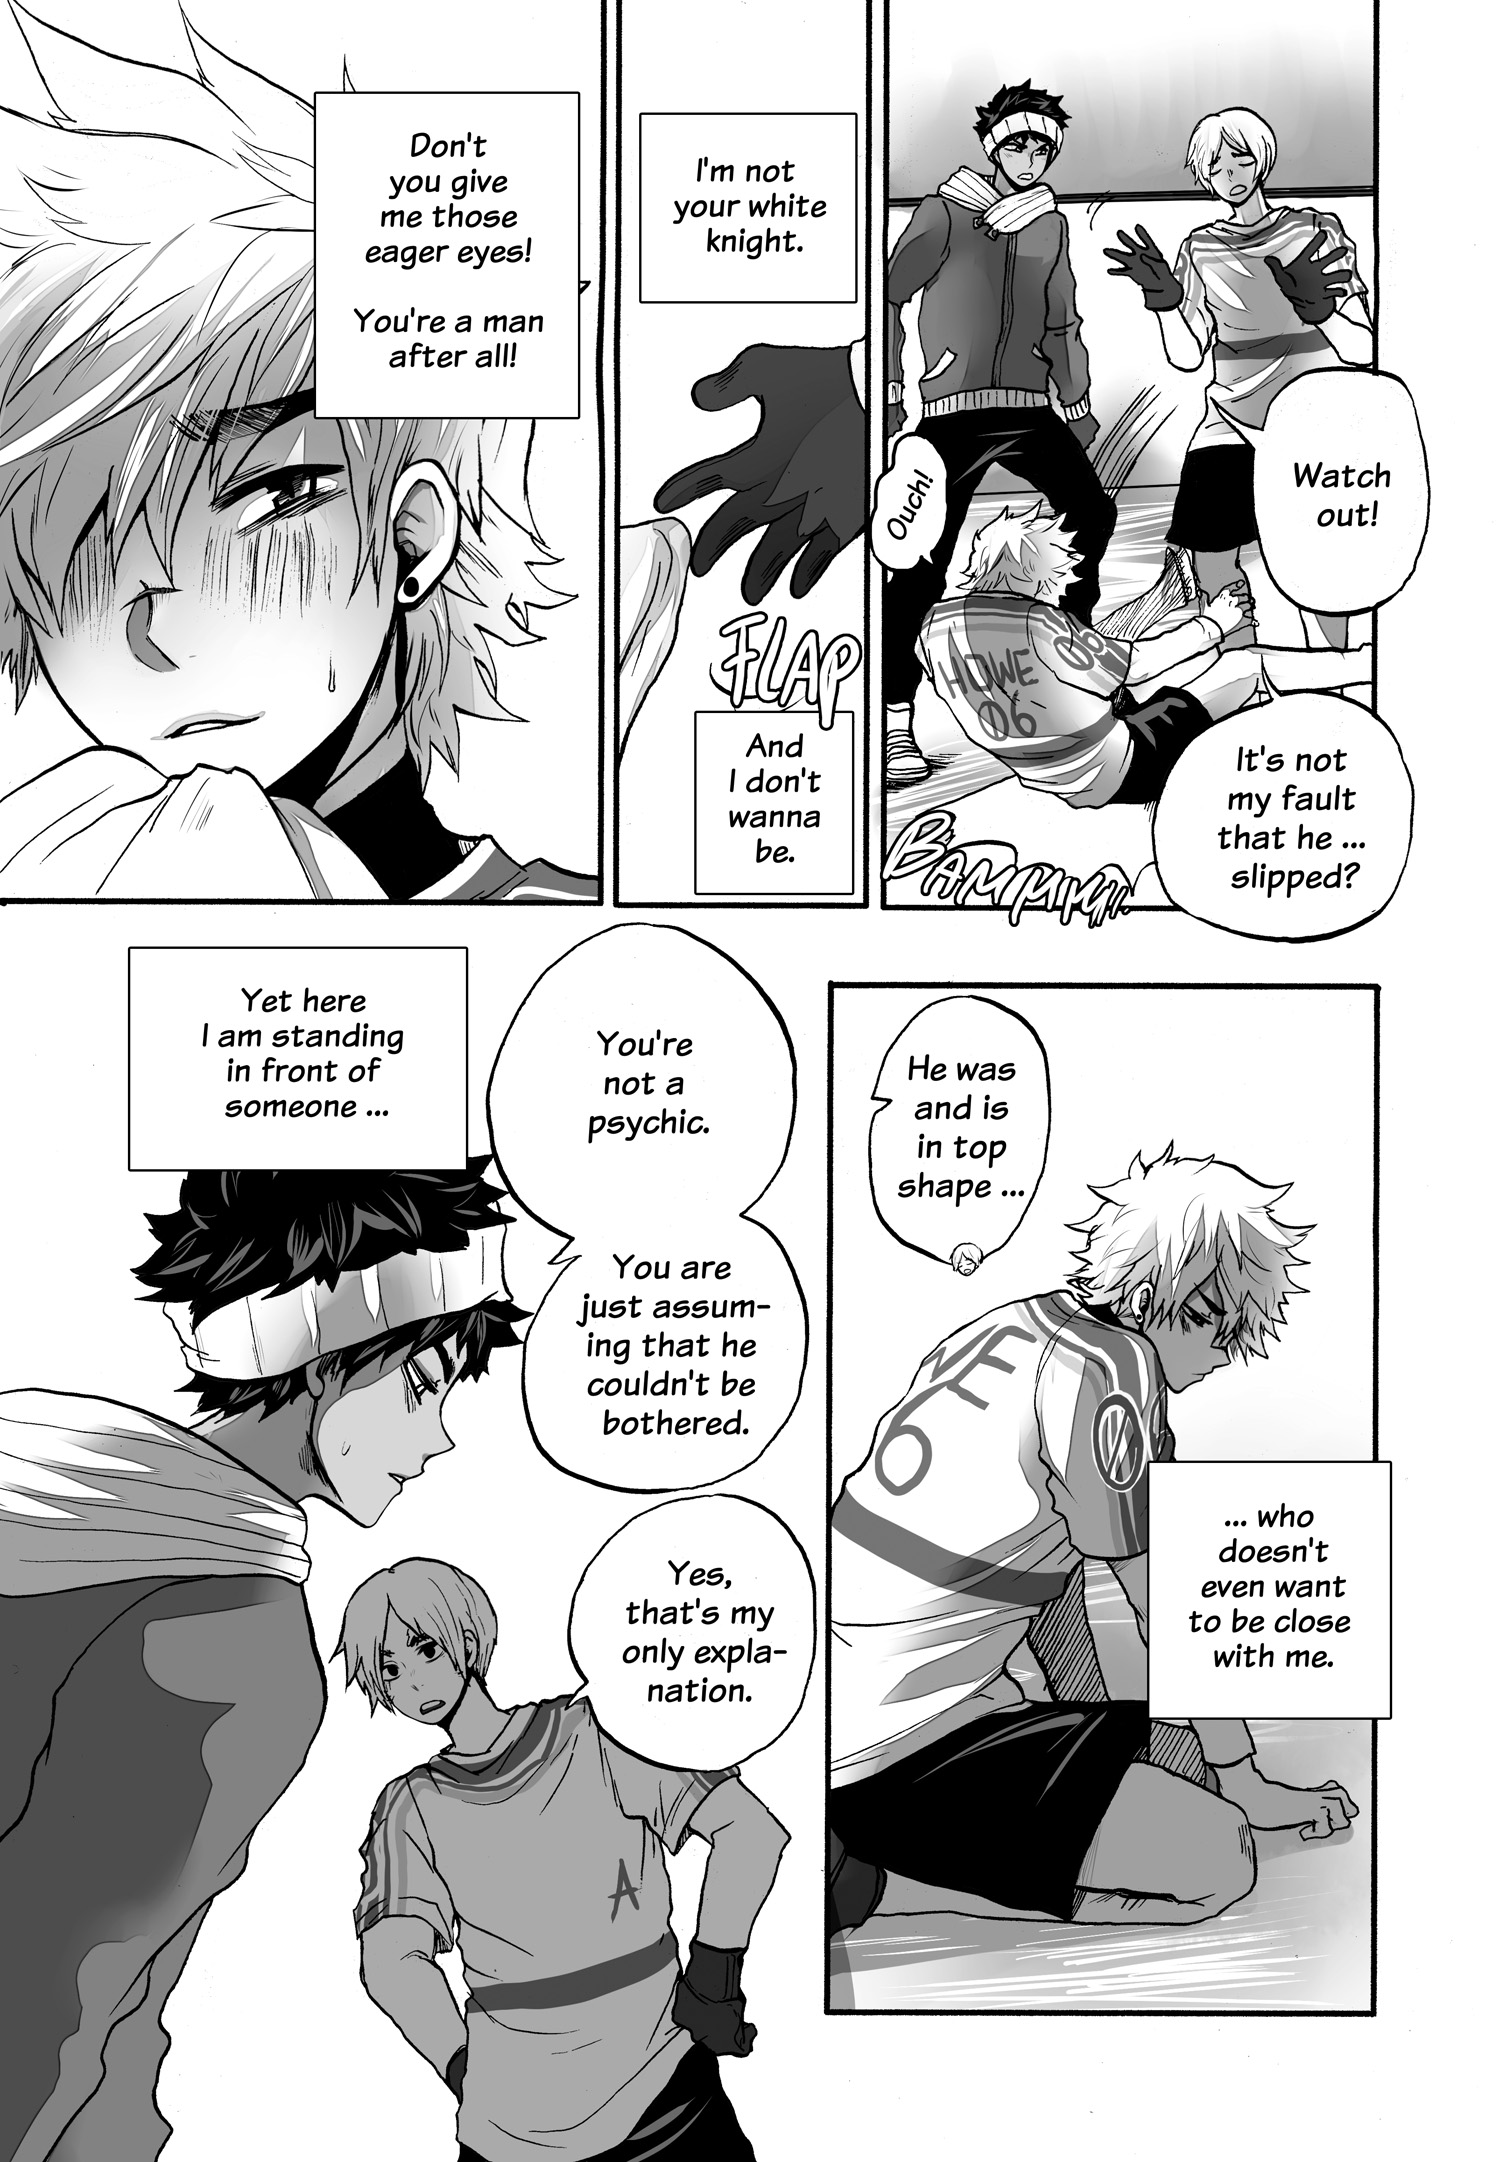 Don't
you give
me those
eager eyes!
You're a man
after all!
I'm not
your white
knight.
FLAP
And
I don't
wanna
be.
Watch
out!
Ouch!
HOWE
06
06
It's not
my fault
that he ...
slipped?
Yet here
I am standing
in front of
someone ...
You're
not a
psychic.
You are
just assum-
ing that he
couldn't be
bothered.
Yes,
that's my
only expla-
nation.
A
He was
and is
in top
shape ...
WE
6
... who
doesn't
even want
to be close
with me.